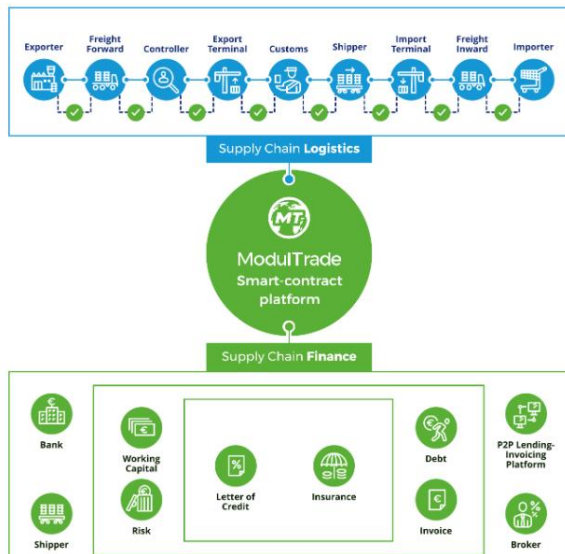 Exporter
Freight
Forward
Controller
Export
Terminal
Customs
Shipper
Import
Terminal
Freight
Inward
Importer
Supply Chain Logistics
MTi
ModulTrade
Smart-contract
platform
Supply Chain Finance
Bank
Working
Capital
Letter of
Credit
Insurance
Debt
P2P Lending-
Invoicing
Platform
Shipper
Risk
Invoice
Broker